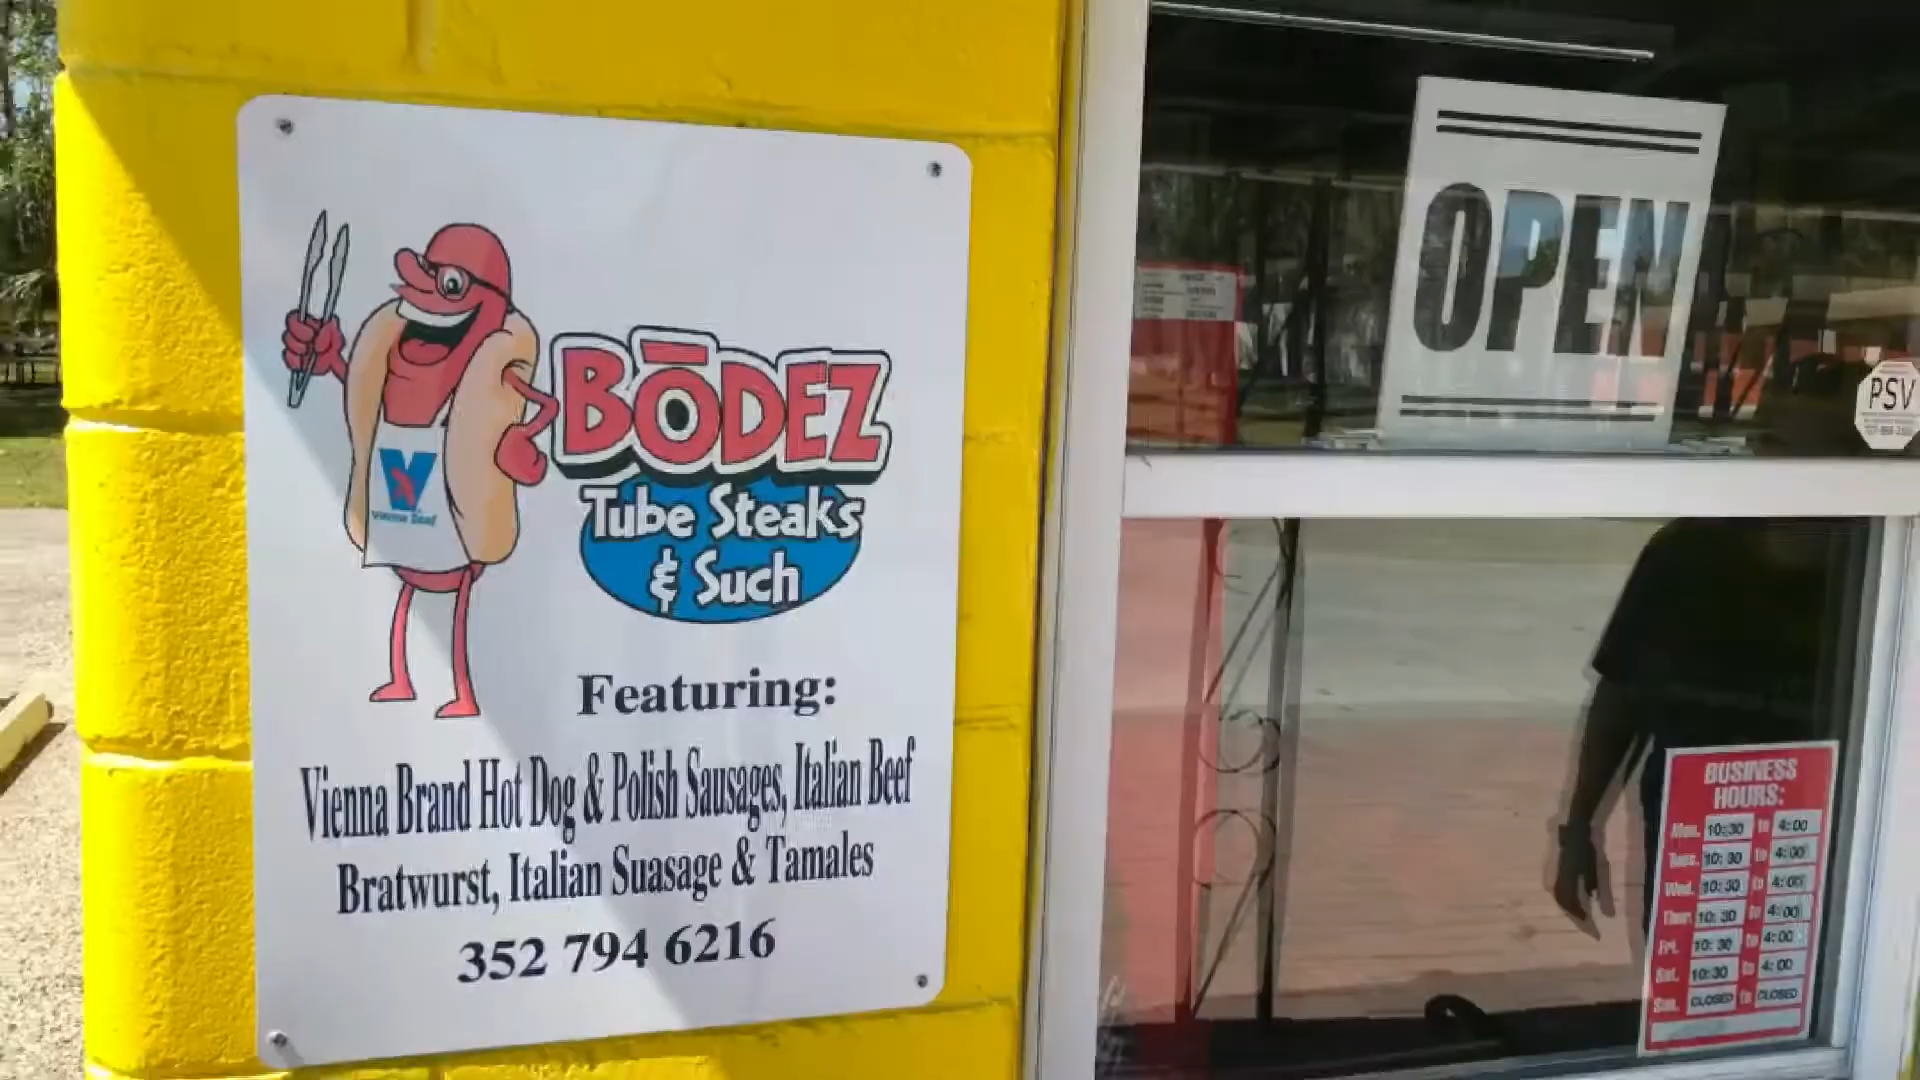 BŌDEZ
Tube Steaks
& Such
Vienna Beef
Featuring:
Vienna Brand Hot Dog & Polish Sausages, Italian Beef
Bratwurst, Italian Suasage & Tamales
352 794 6216
OPEN
PSV
BUSINESS
HOURS:
Mon. 10:30 to 4:00
Tues. 10:30 to 4:00
Wed. 10:30 to 4:00
Thur. 10:30 to 4:00
Fri. 10:30 to 4:00
Sat. 10:30 to 4:00
Sun. CLOSED to CLOSED